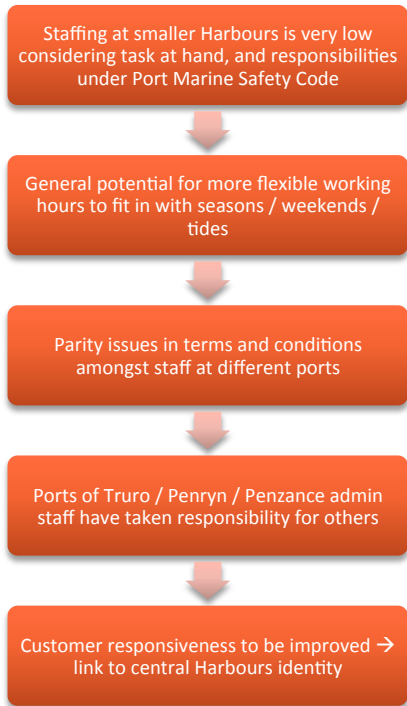 Staffing at smaller Harbours is very low
considering task at hand, and responsibilities
under Port Marine Safety Code
General potential for more flexible working
hours to fit in with seasons / weekends /
tides
Parity issues in terms and conditions
amongst staff at different ports
Ports of Truro / Penryn / Penzance admin
staff have taken responsibility for others
Customer responsiveness to be improved →
link to central Harbours identity